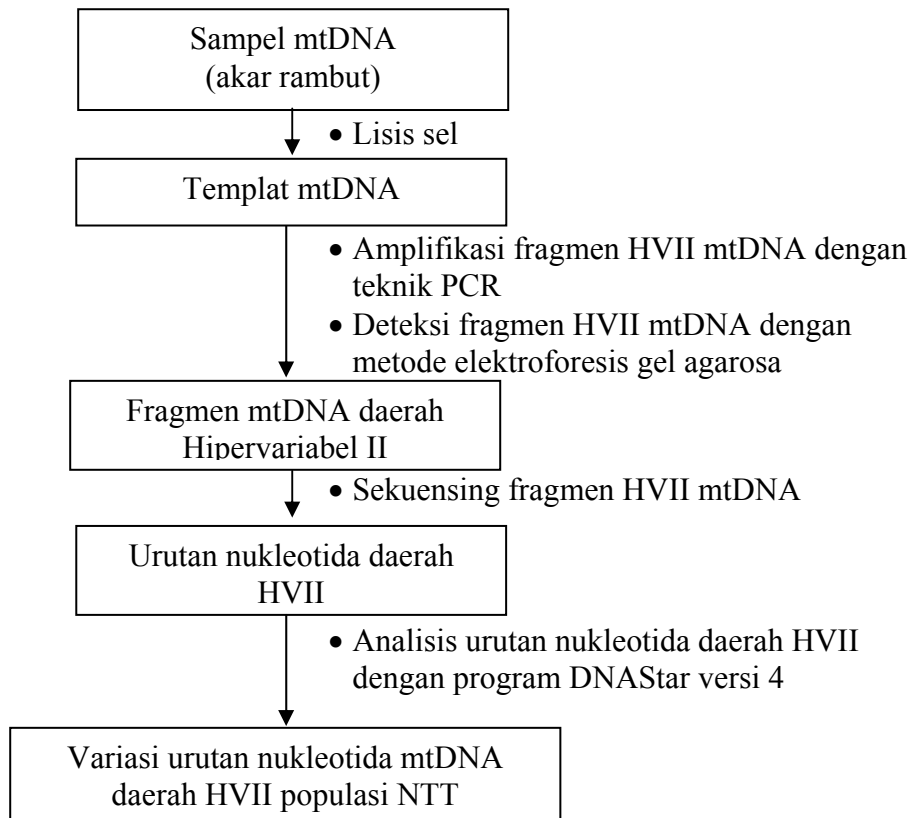 Sampel mtDNA
(akar rambut)
• Lisis sel
Templat mtDNA
• Amplifikasi fragmen HVII mtDNA dengan
teknik PCR
• Deteksi fragmen HVII mtDNA dengan
metode elektroforesis gel agarosa
Fragmen mtDNA daerah
Hipervariabel II
• Sekuensing fragmen HVII mtDNA
Urutan nukleotida daerah
HVII
• Analisis urutan nukleotida daerah HVII
dengan program DNAStar versi 4
Variasi urutan nukleotida mtDNA
daerah HVII populasi NTT